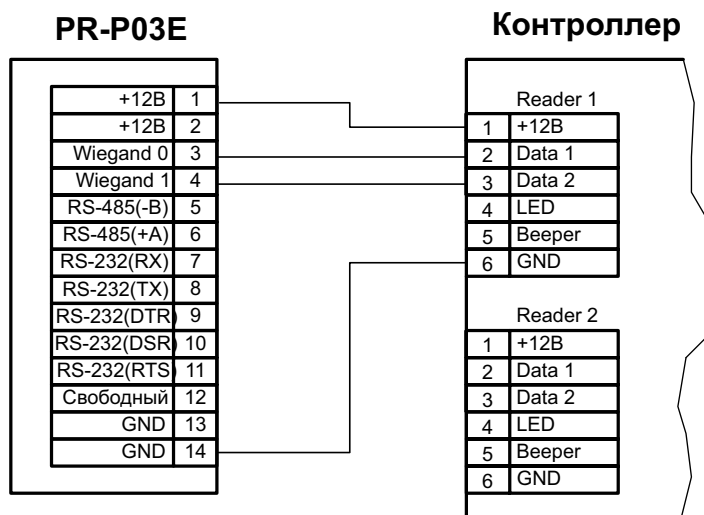 PR-P03E
+12В 1
+12В 2
Wiegand 0 3
Wiegand 1 4
RS-485(-B) 5
RS-485(+A) 6
RS-232(RX) 7
RS-232(TX) 8
RS-232(DTR) 9
RS-232(DSR) 10
RS-232(RTS) 11
Свободный 12
GND 13
GND 14
Контроллер
Reader 1
1 +12В
2 Data 1
3 Data 2
4 LED
5 Beeper
6 GND
Reader 2
1 +12В
2 Data 1
3 Data 2
4 LED
5 Beeper
6 GND